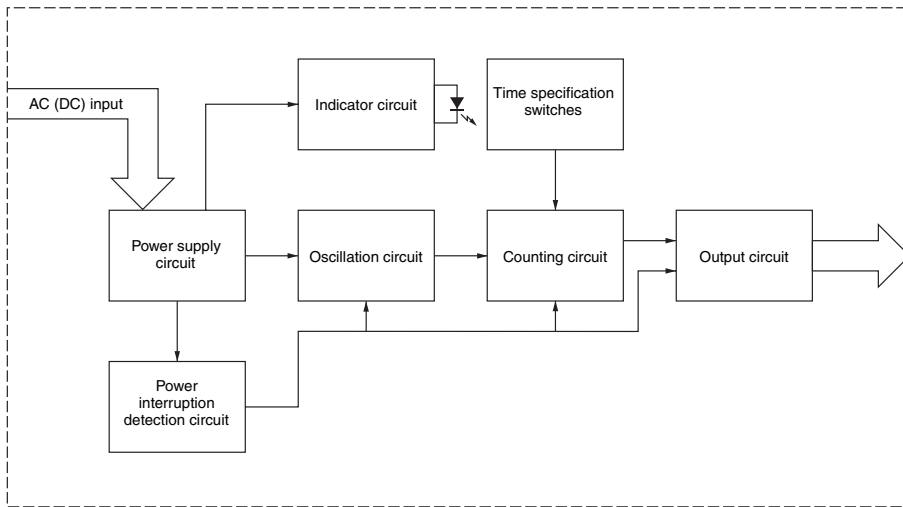 AC (DC) input
Indicator circuit
Time specification
switches
Power supply
circuit
Oscillation circuit
Counting circuit
Output circuit
Power
interruption
detection circuit